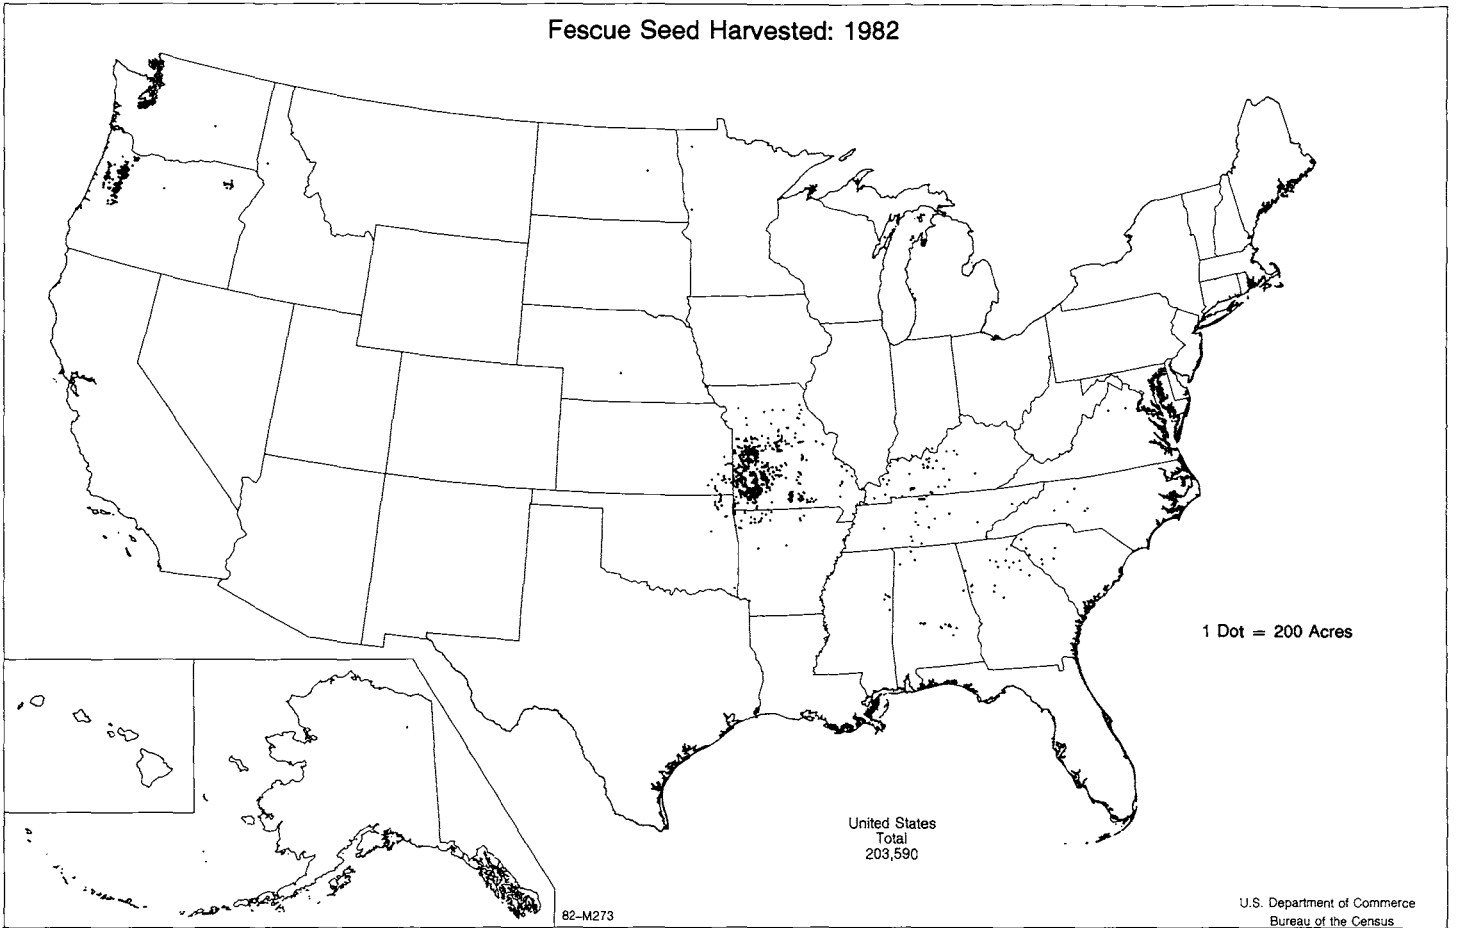 Fescue Seed Harvested: 1982
1 Dot = 200 Acres
United States
Total
203,590
82–M273
U.S. Department of Commerce
Bureau of the Census